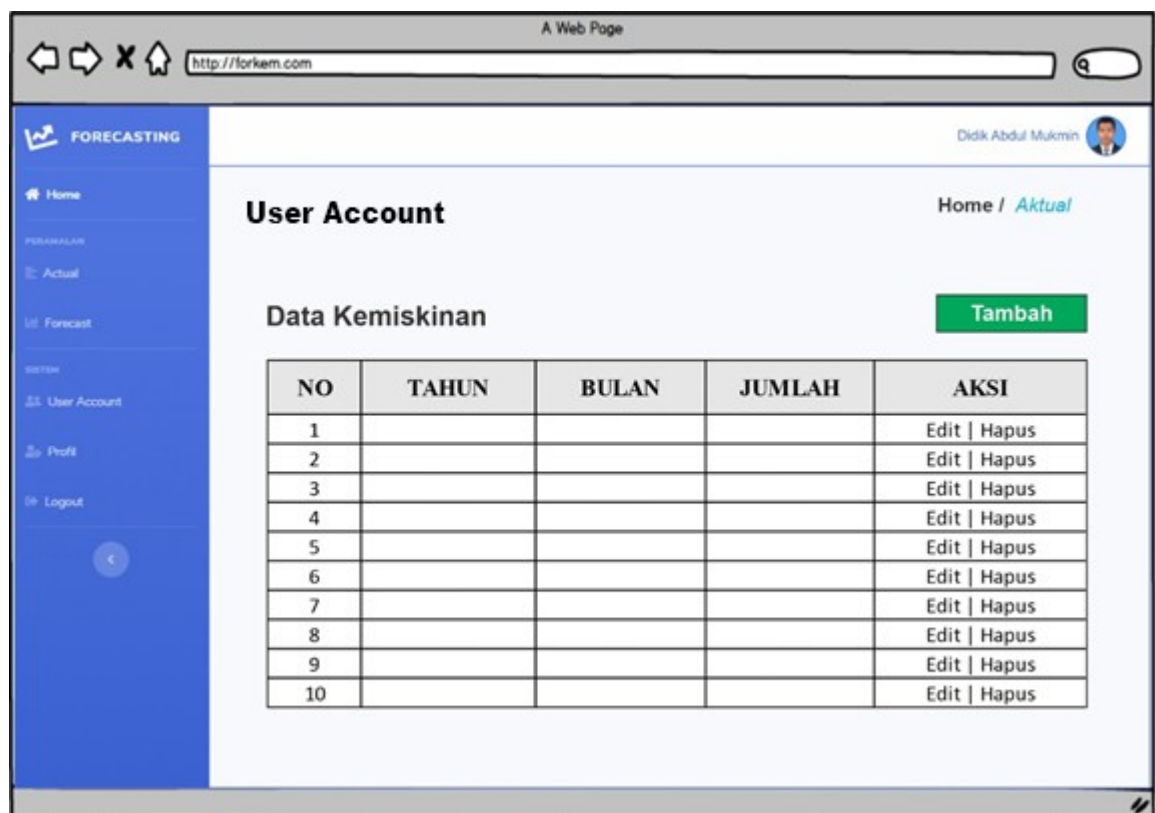 A Web Page
http://forkem.com
FORECASTING
Didik Abdul Mukmin
Home
User Account
Home / Aktual
PERAMALAN
Actual
Data Kemiskinan
Tambah
Forecast
SISTEM
User Account
Profil
Logout
NO TAHUN BULAN JUMLAH AKSI
1 Edit | Hapus
2 Edit | Hapus
3 Edit | Hapus
4 Edit | Hapus
5 Edit | Hapus
6 Edit | Hapus
7 Edit | Hapus
8 Edit | Hapus
9 Edit | Hapus
10 Edit | Hapus